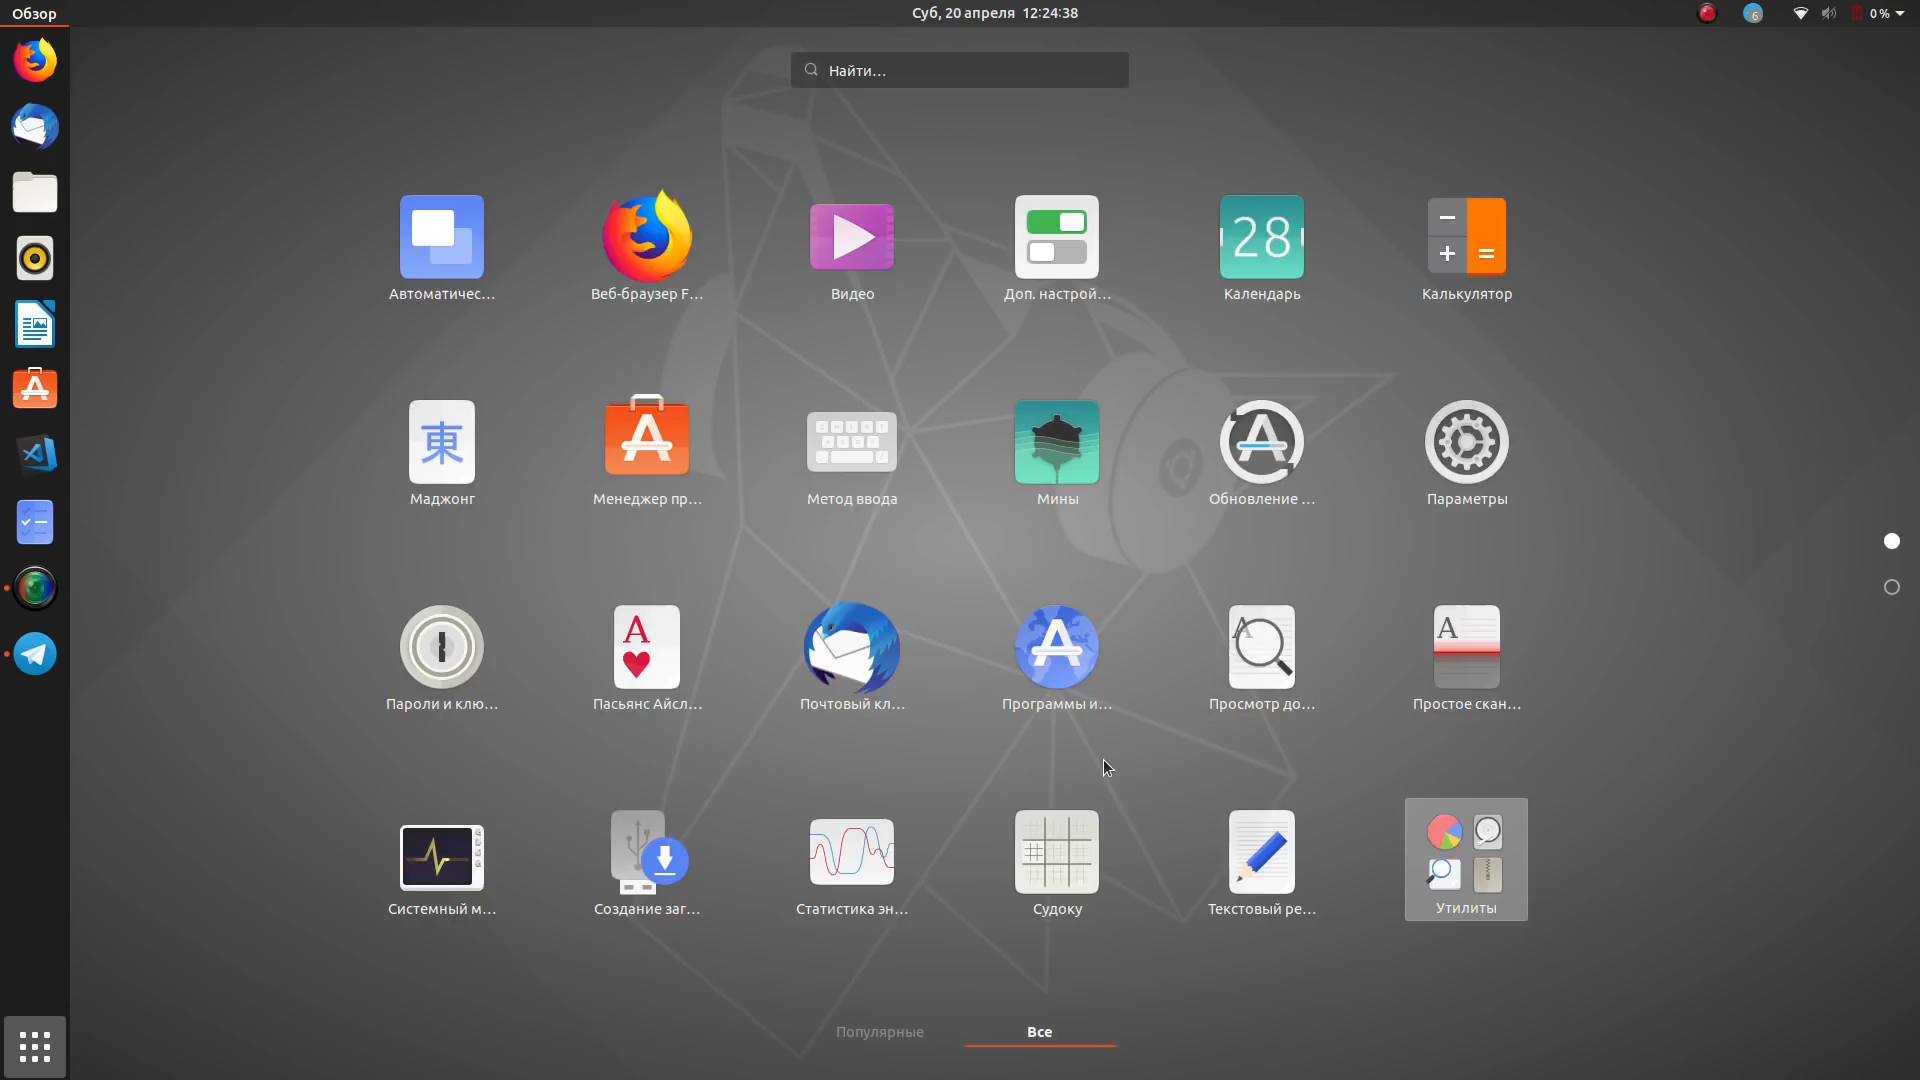 Обзор
Суб, 20 апреля 12:24:38
6
0 %
Найти…
Автоматичес…
Веб-браузер F…
Видео
Доп. настрой…
28
Календарь
Калькулятор
東
Маджонг
Менеджер пр…
Метод ввода
Мины
Обновление …
Параметры
Пароли и клю…
A
Пасьянс Айсл…
Почтовый кл…
Программы и…
A
Просмотр до…
A
Простое скан…
Системный м…
Создание заг…
Статистика эн…
Судоку
Текстовый ре…
Утилиты
Популярные
Все